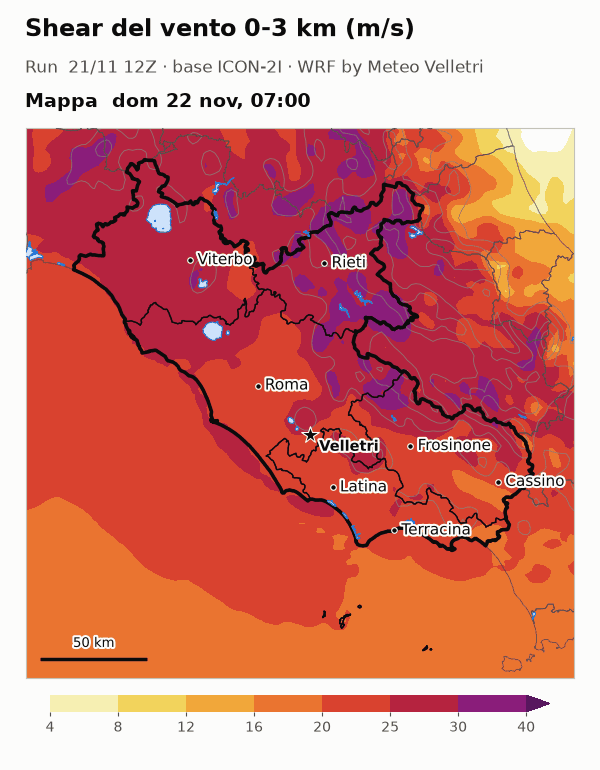 Shear del vento 0-3 km (m/s)
Run  21/11 12Z · base ICON-2I · WRF by Meteo Velletri
Mappa  dom 22 nov, 07:00
Viterbo
Rieti
Roma
Velletri
Frosinone
Latina
Cassino
Terracina
50 km
4 8 12 16 20 25 30 40